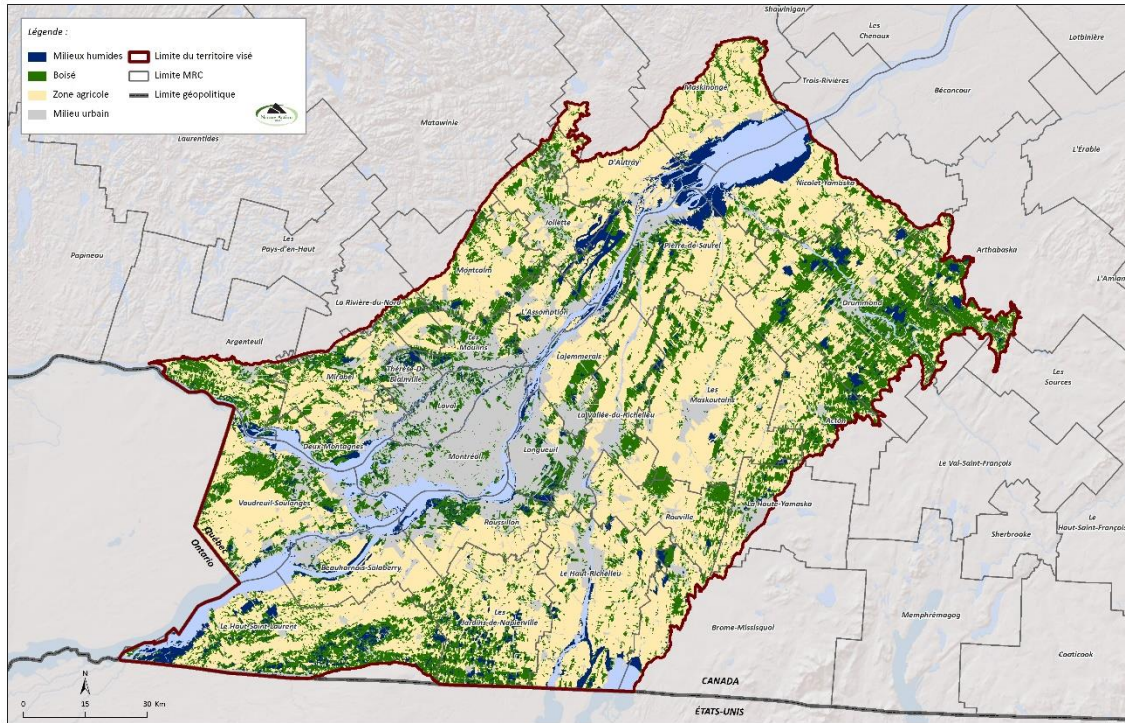 Légende :
Milieux humides
Boisé
Zone agricole
Milieu urbain
Limite du territoire visé
Limite MRC
Limite géopolitique
Shawinigan
Les
Chenaux
Lotbinière
Trois-Rivières
Maskinongé
Bécancour
Matawinie
Laurentides
L'Érable
D'Autray
Nicolet-Yamaska
Joliette
Les
Pays-d'en-Haut
Papineau
Pierre-de-Saurel
Arthabaska
Montcalm
Drummond
La Rivière-du-Nord
L'Assomption
Argenteuil
Les
Moulins
Lajemmerais
Mirabel
Thérèse-De
Blainville
Les
Maskoutains
Les
Sources
Laval
La Vallée-du-Richelieu
Acton
Deux-Montagnes
Montréal
Longueuil
Le Val-Saint-François
Vaudreuil-Soulanges
La Haute-Yamaska
Roussillon
Rouville
Le
Haut-Saint-François
Sherbrooke
Québec
Ontario
Beauharnois-Salaberry
Le Haut-Richelieu
Memphrémagog
Le Haut-Saint-Laurent
Les
Jardins-de-Napierville
Brome-Missisquoi
Coaticook
N
CANADA
ÉTATS-UNIS
0 15 30 Km